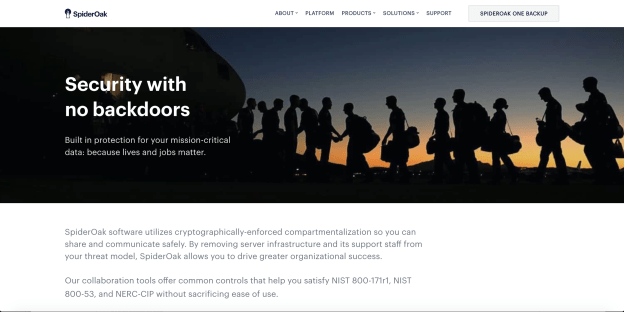 SpiderOak
ABOUT PLATFORM PRODUCTS SOLUTIONS SUPPORT SPIDEROAK ONE BACKUP
Security with
no backdoors
Built in protection for your mission-critical
data: because lives and jobs matter.
SpiderOak software utilizes cryptographically-enforced compartmentalization so you can
share and communicate safely. By removing server infrastructure and its support staff from
your threat model, SpiderOak allows you to drive greater organizational success.
Our collaboration tools offer common controls that help you satisfy NIST 800-171r1, NIST
800-53, and NERC-CIP without sacrificing ease of use.